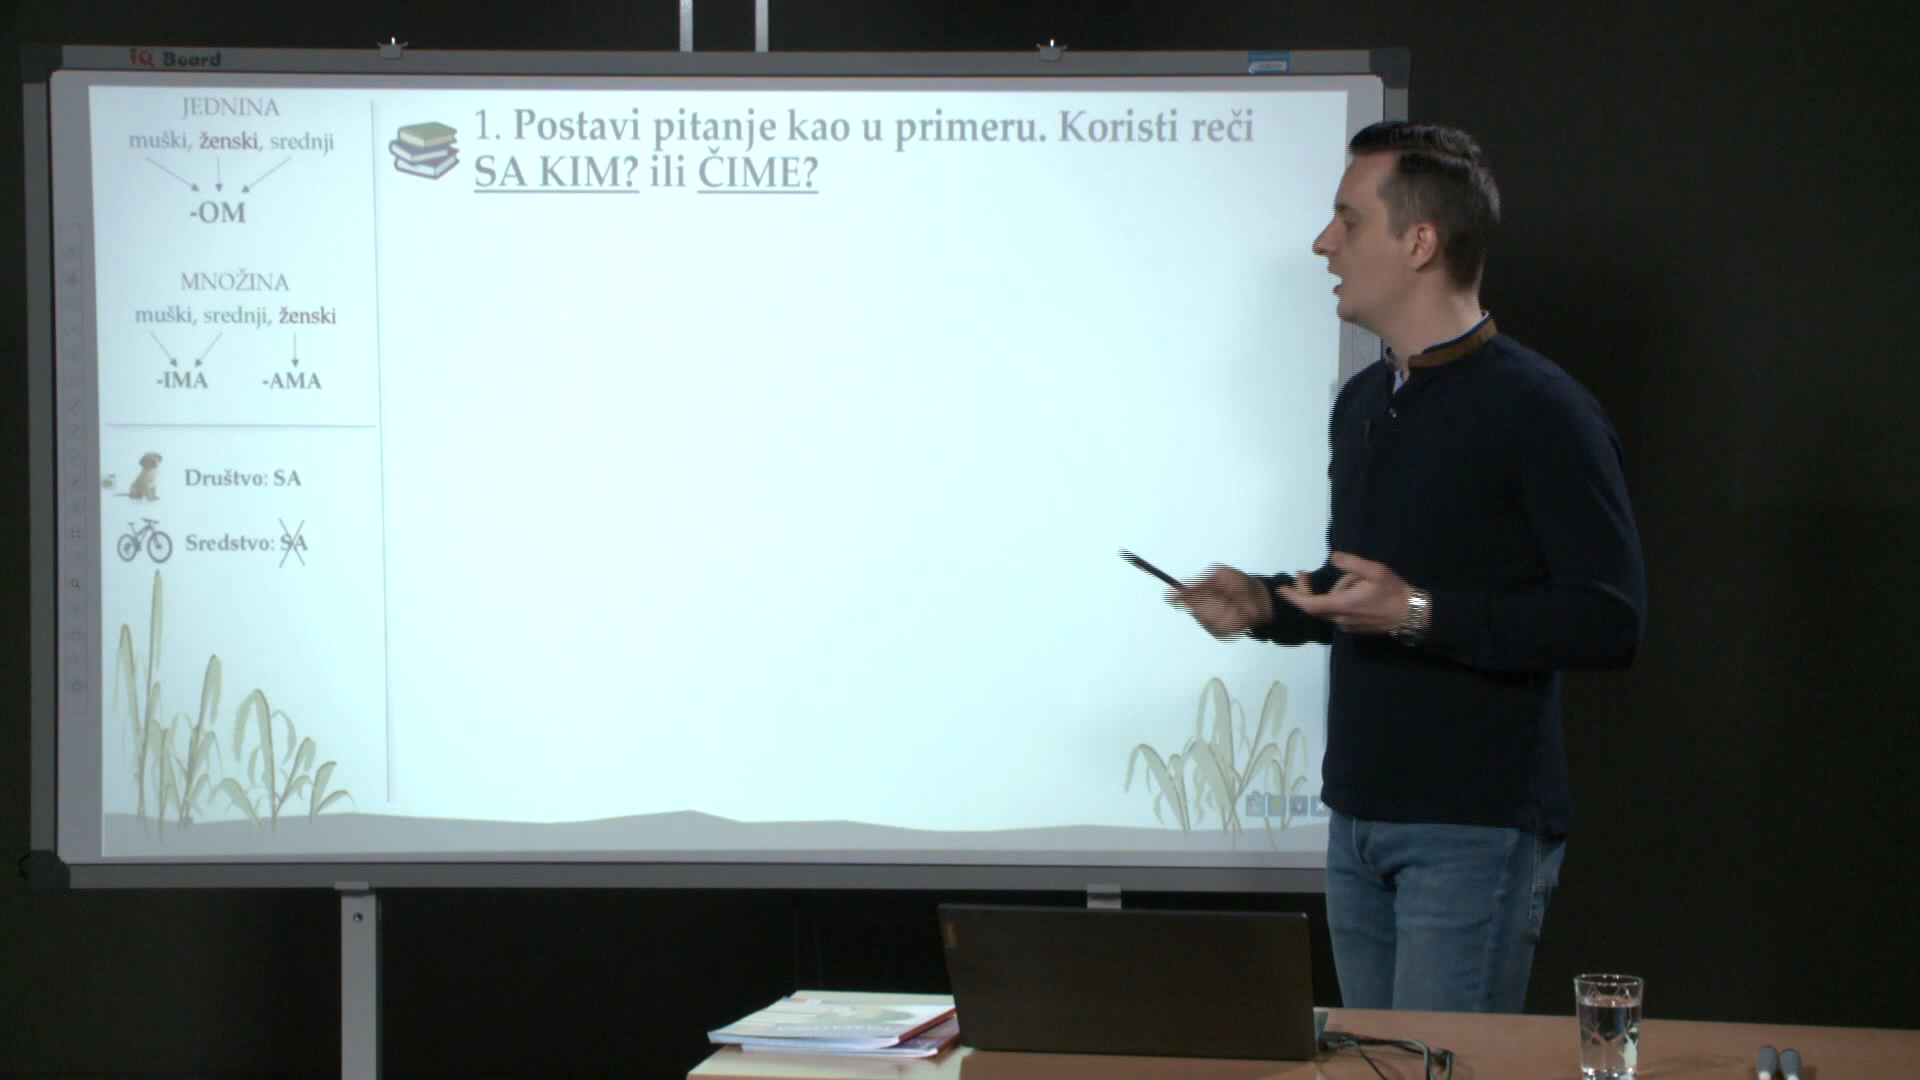 IQ Board
JEDNINA
muški, ženski, srednji
-OM
MNOŽINA
muški, srednji, ženski
-IMA -AMA
Društvo: SA
Sredstvo: SA
1. Postavi pitanje kao u primeru. Koristi reči
SA KIM? ili ČIME?